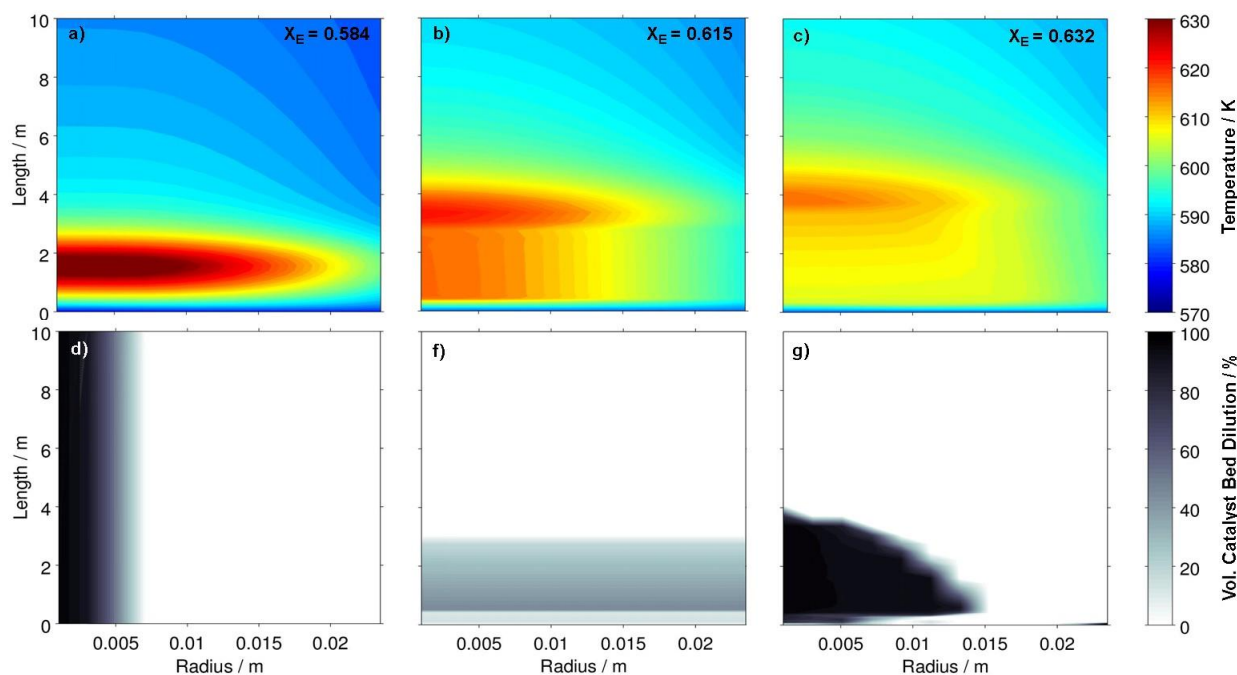 a)
X_E = 0.584
b)
X_E = 0.615
c)
X_E = 0.632
10
8
6
4
2
0
Length / m
630
620
610
600
590
580
570
Temperature / K
d)
f)
g)
10
8
6
4
2
0
Length / m
0.005 0.01 0.015 0.02
Radius / m
0.005 0.01 0.015 0.02
Radius / m
0.005 0.01 0.015 0.02
Radius / m
100
80
60
40
20
0
Vol. Catalyst Bed Dilution / %